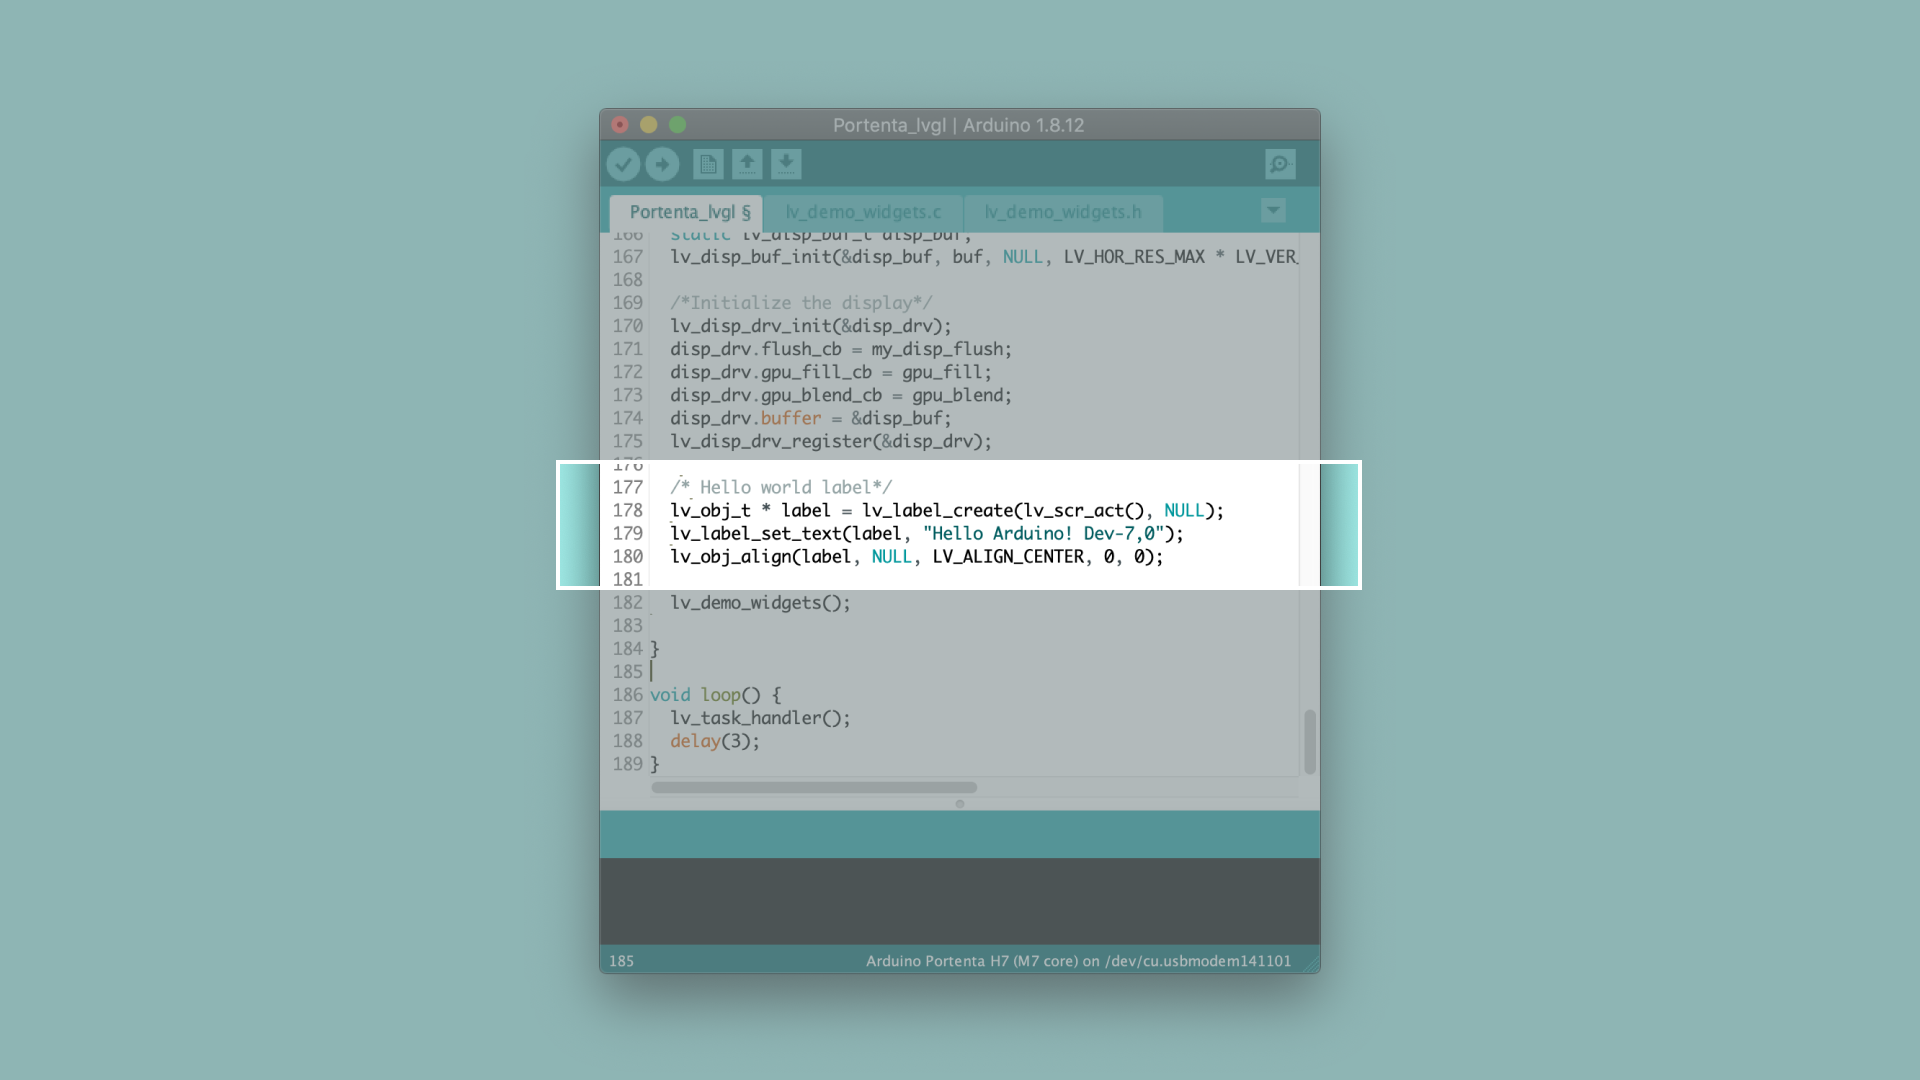 Portenta_lvgl | Arduino 1.8.12
Portenta_lvgl § lv_demo_widgets.c lv_demo_widgets.h
166 static lv_disp_buf_t disp_buf;
167 lv_disp_buf_init(&disp_buf, buf, NULL, LV_HOR_RES_MAX * LV_VER_
168
169 /*Initialize the display*/
170 lv_disp_drv_init(&disp_drv);
171 disp_drv.flush_cb = my_disp_flush;
172 disp_drv.gpu_fill_cb = gpu_fill;
173 disp_drv.gpu_blend_cb = gpu_blend;
174 disp_drv.buffer = &disp_buf;
175 lv_disp_drv_register(&disp_drv);
176
177 /* Hello world label*/
178 lv_obj_t * label = lv_label_create(lv_scr_act(), NULL);
179 lv_label_set_text(label, "Hello Arduino! Dev-7,0");
180 lv_obj_align(label, NULL, LV_ALIGN_CENTER, 0, 0);
181
182 lv_demo_widgets();
183
184 }
185
186 void loop() {
187 lv_task_handler();
188 delay(3);
189 }
185 Arduino Portenta H7 (M7 core) on /dev/cu.usbmodem141101